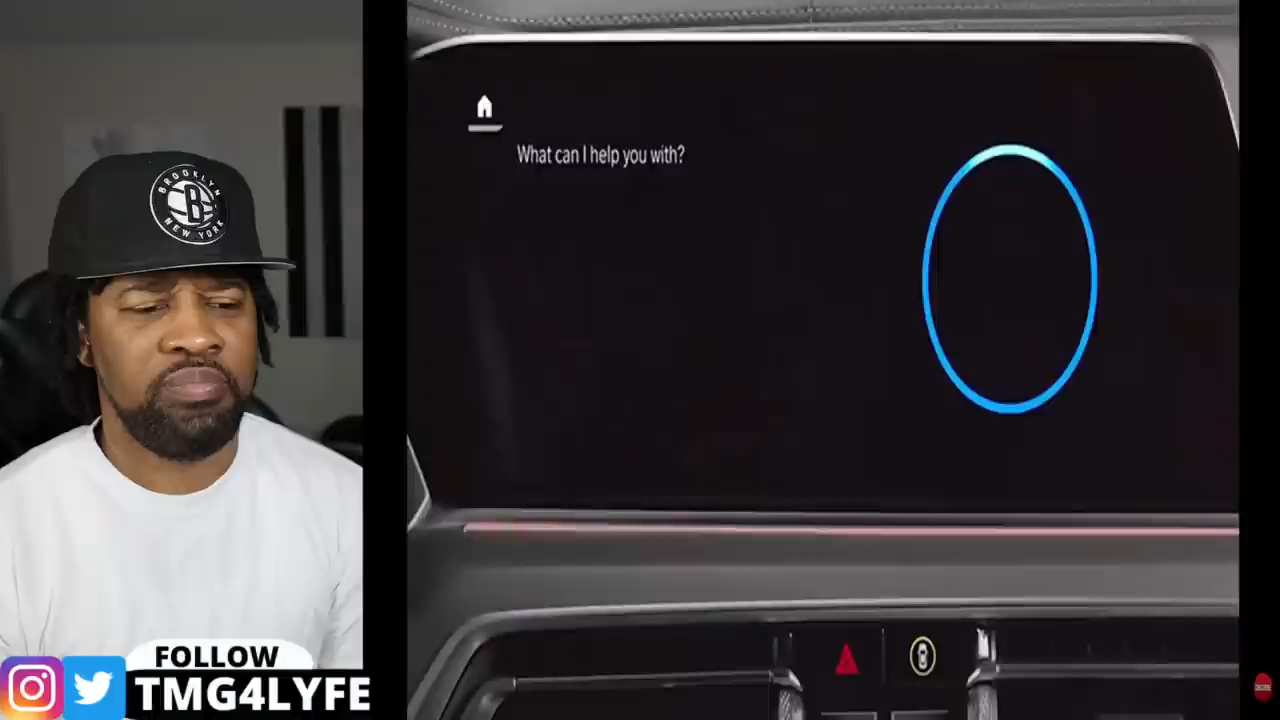 What can I help you with?
BROOKLYN
B
NEW YORK
FOLLOW
TMG4LYFE